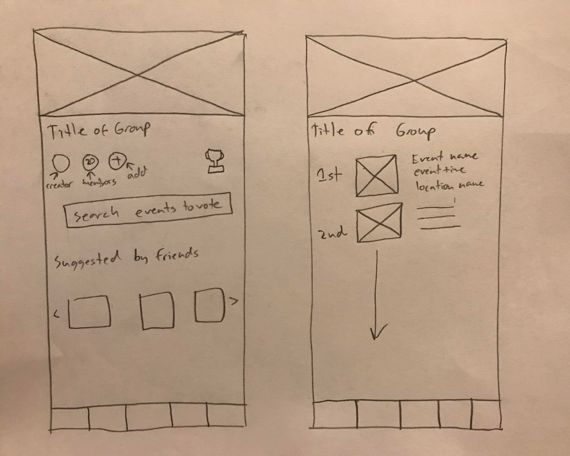 Title of Group
20
+
creator
members
add
search events to vote
Suggested by friends
<
>
Title of Group
1st
Event name
event time
location name
2nd